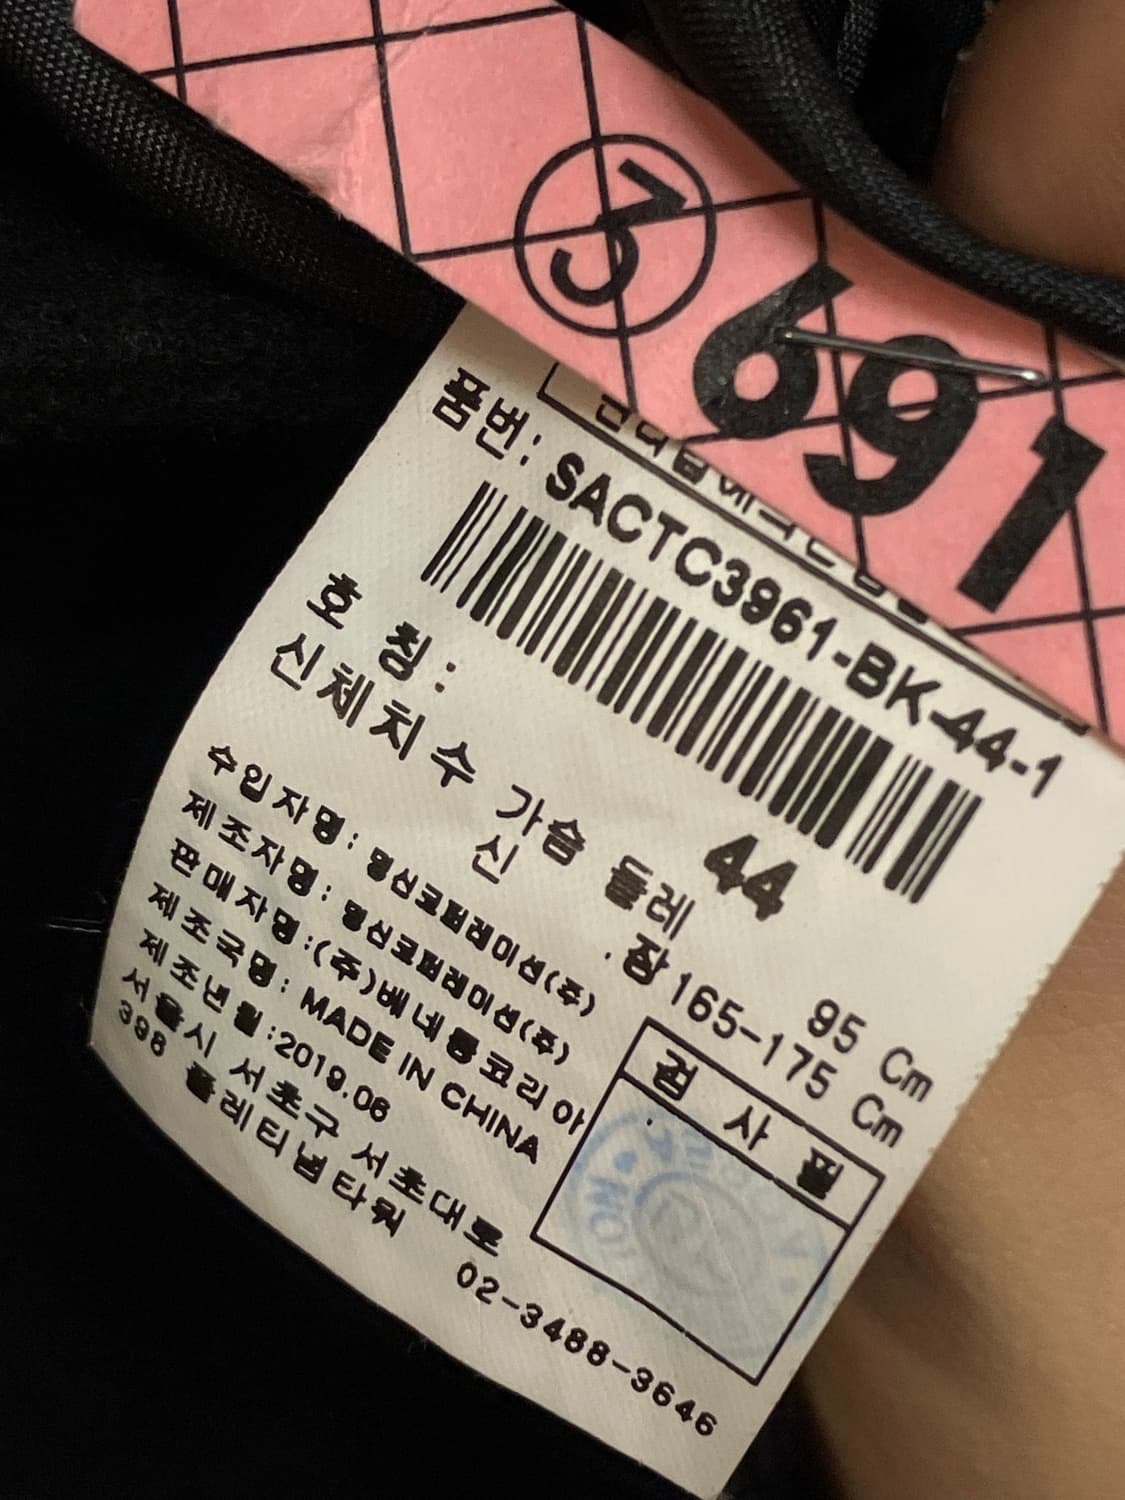 3
691
품번: SACTC3961-BK-44-1
호 칭: 44
신체치수 가슴 둘레 95 Cm
신 장 165-175 Cm
수입자명: 명신코퍼레이션(주)
제조자명: 명신코퍼레이션(주)
판매자명:(주)베네통코리아
제조국명: MADE IN CHINA
제조년월:2019.06
서울시 서초구 서초대로
398 플레티넘타워
02-3488-3646
검 사 필